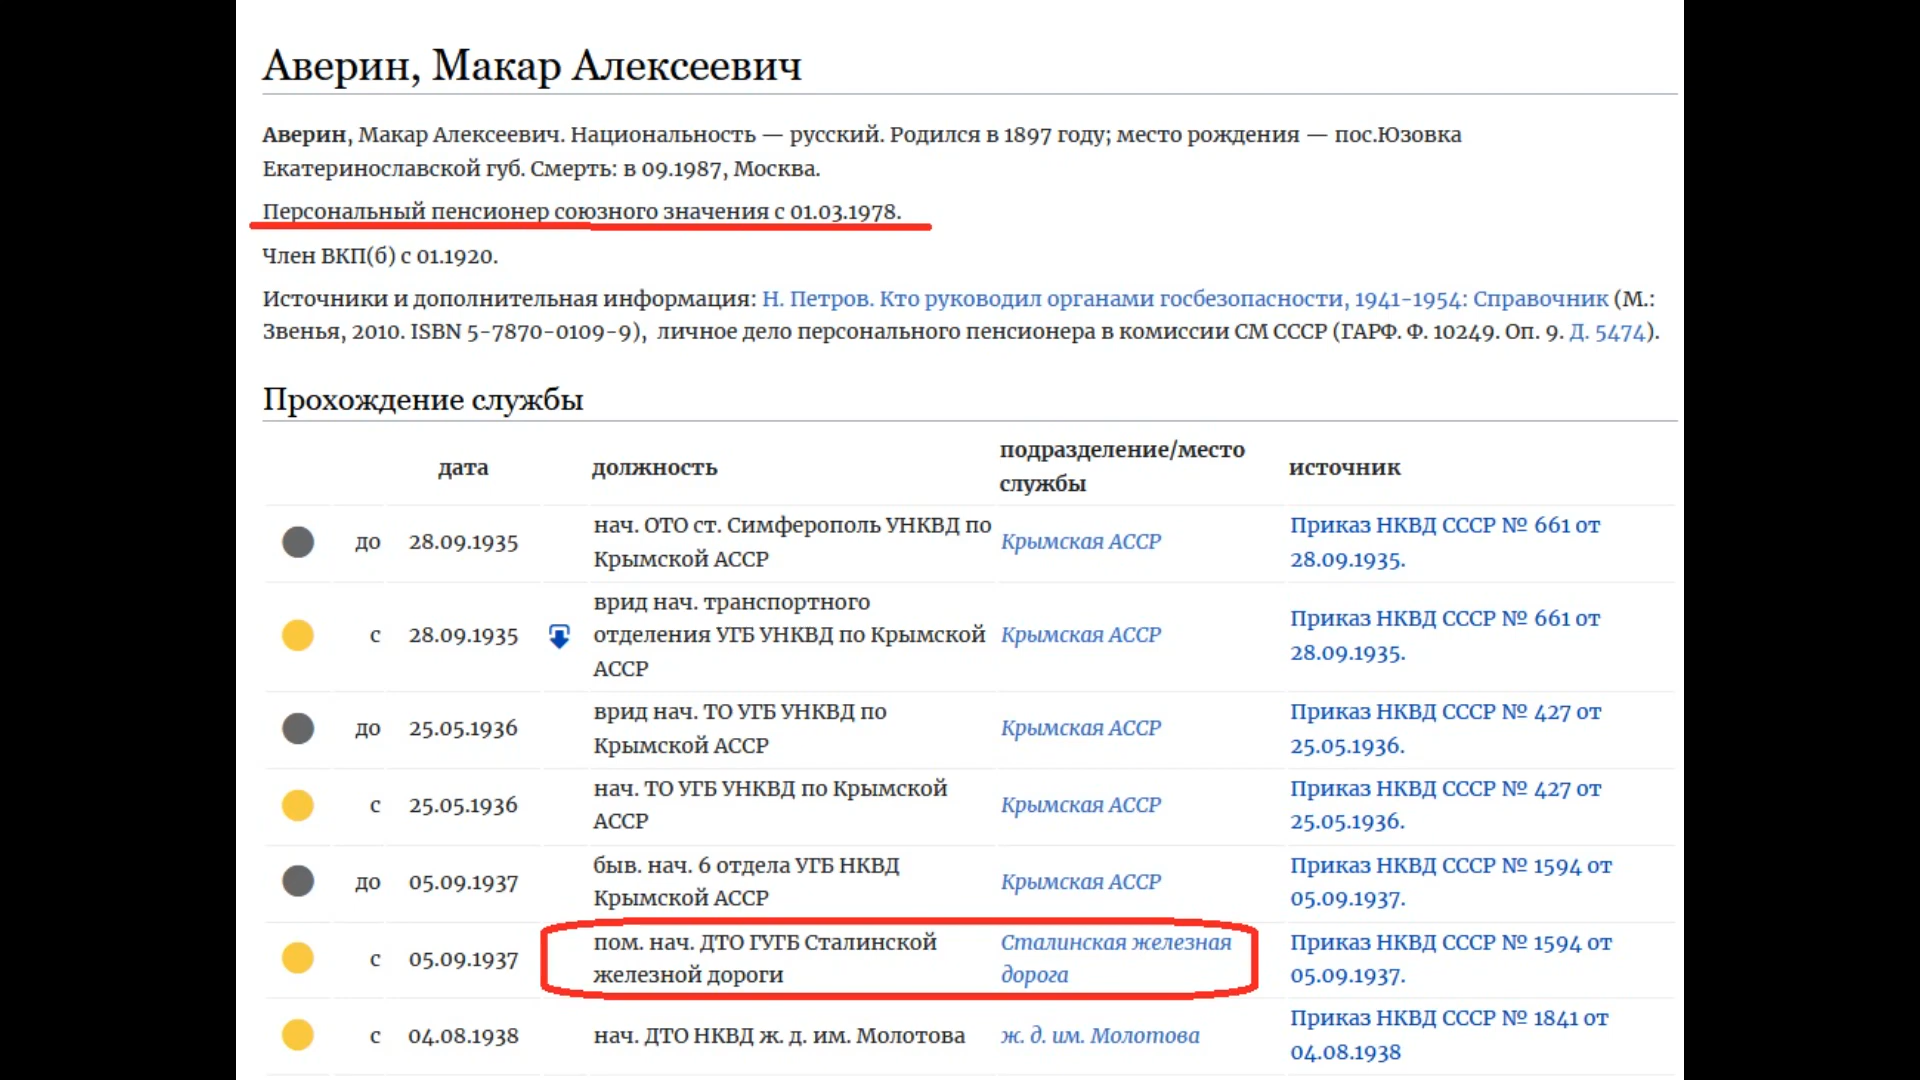 Аверин, Макар Алексеевич
Аверин, Макар Алексеевич. Национальность — русский. Родился в 1897 году; место рождения — пос.Юзовка
Екатеринославской губ. Смерть: в 09.1987, Москва.
Персональный пенсионер союзного значения с 01.03.1978.
Член ВКП(б) с 01.1920.
Источники и дополнительная информация: Н. Петров. Кто руководил органами госбезопасности, 1941-1954: Справочник (М.:
Звенья, 2010. ISBN 5-7870-0109-9), личное дело персонального пенсионера в комиссии СМ СССР (ГАРФ. Ф. 10249. Оп. 9. Д. 5474).
Прохождение службы
дата должность подразделение/место
службы источник
до 28.09.1935 нач. ОТО ст. Симферополь УНКВД по
Крымской АССР Крымская АССР Приказ НКВД СССР № 661 от
28.09.1935.
с 28.09.1935 врид нач. транспортного
отделения УГБ УНКВД по Крымской
АССР Крымская АССР Приказ НКВД СССР № 661 от
28.09.1935.
до 25.05.1936 врид нач. ТО УГБ УНКВД по
Крымской АССР Крымская АССР Приказ НКВД СССР № 427 от
25.05.1936.
с 25.05.1936 нач. ТО УГБ УНКВД по Крымской
АССР Крымская АССР Приказ НКВД СССР № 427 от
25.05.1936.
до 05.09.1937 быв. нач. 6 отдела УГБ НКВД
Крымской АССР Крымская АССР Приказ НКВД СССР № 1594 от
05.09.1937.
с 05.09.1937 пом. нач. ДТО ГУГБ Сталинской
железной дороги Сталинская железная
дорога Приказ НКВД СССР № 1594 от
05.09.1937.
с 04.08.1938 нач. ДТО НКВД ж. д. им. Молотова ж. д. им. Молотова Приказ НКВД СССР № 1841 от
04.08.1938